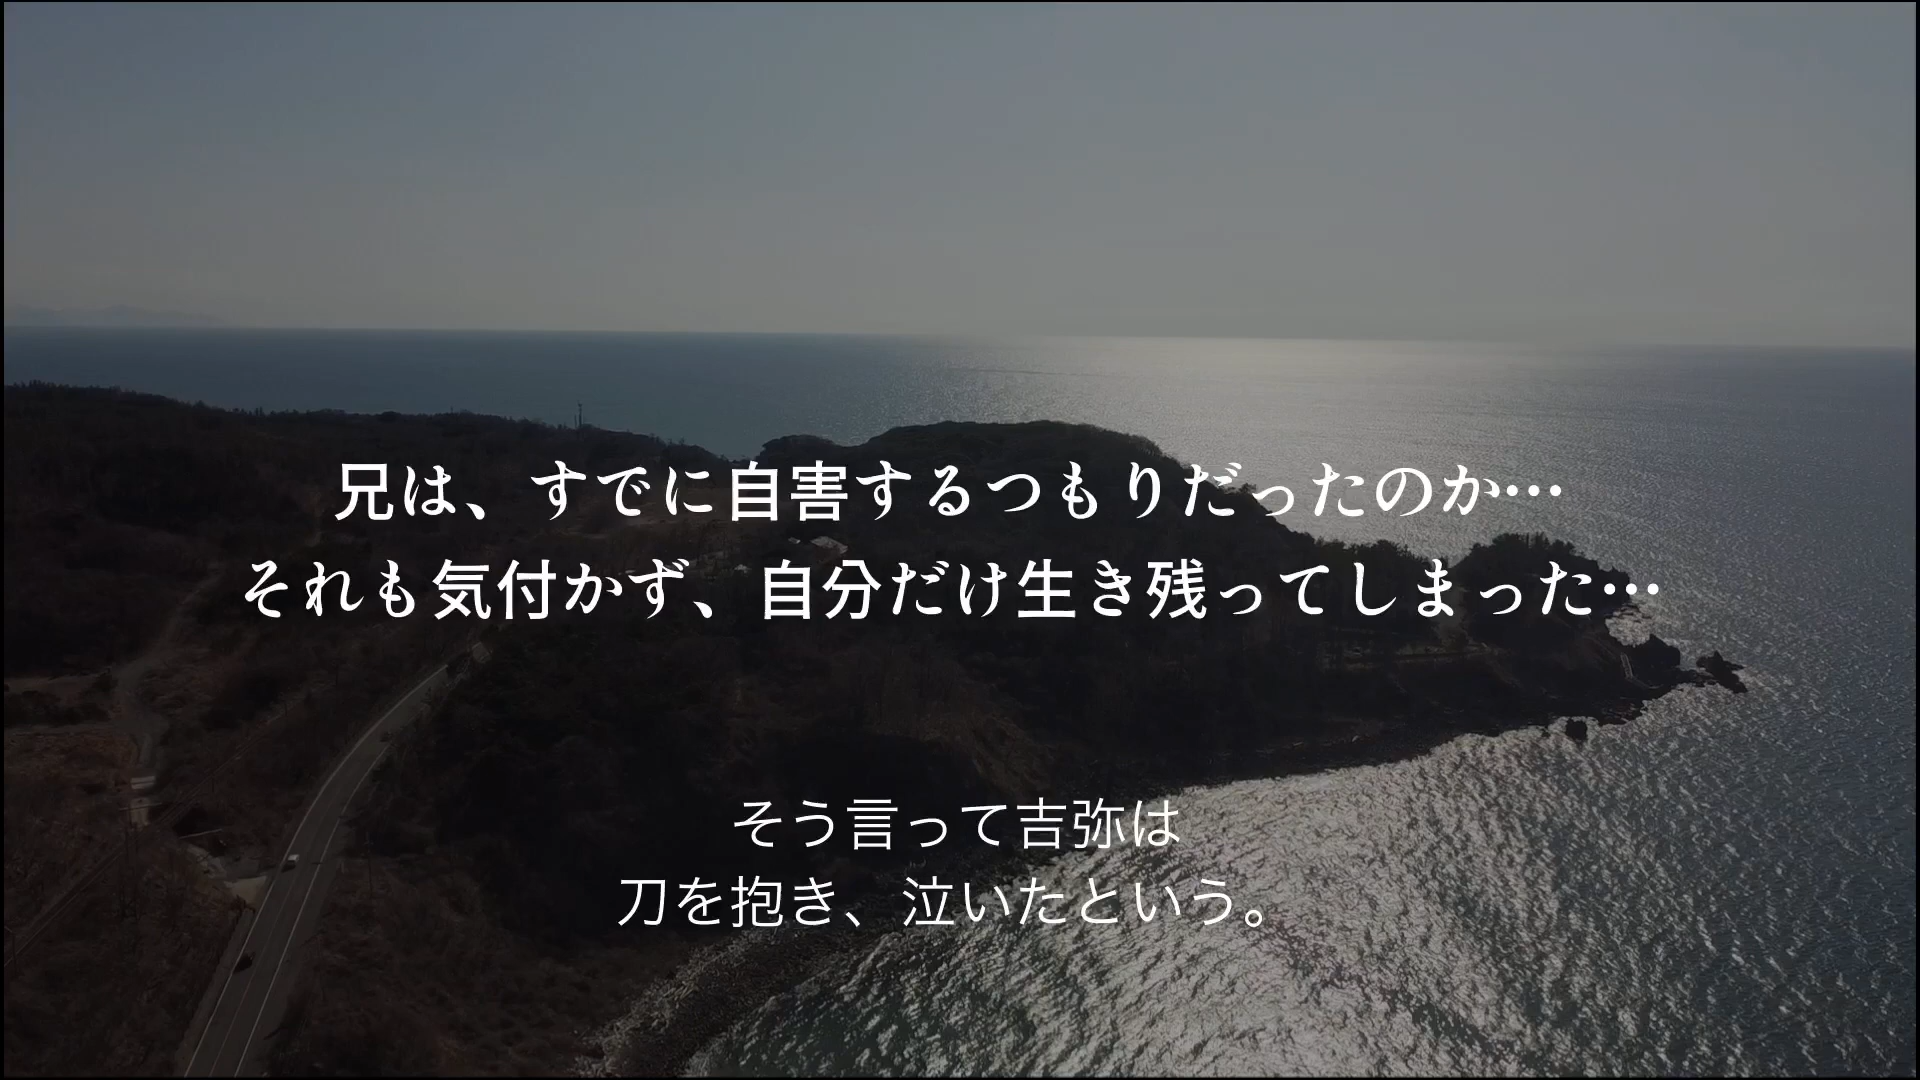 兄は、すでに自害するつもりだったのか…
それも気付かず、自分だけ生き残ってしまった…
そう言って吉弥は
刀を抱き、泣いたという。